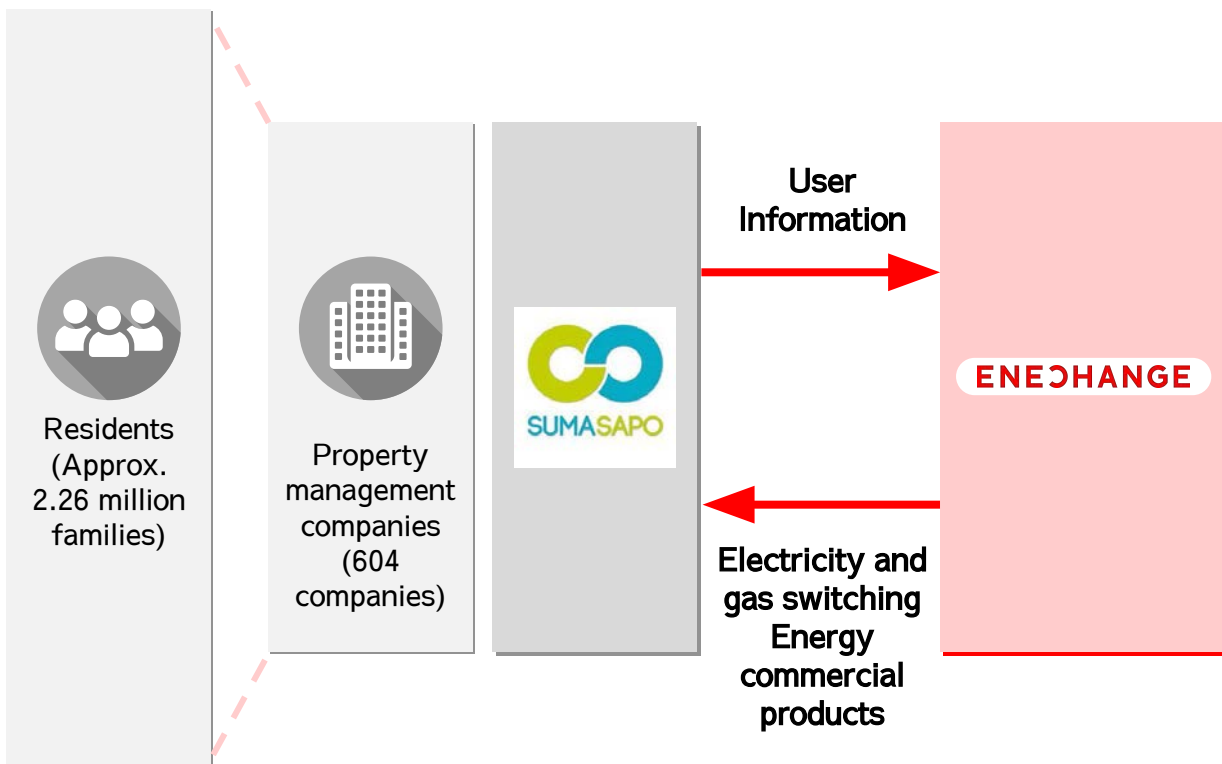 Residents
(Approx.
2.26 million
families)
Property
management
companies
(604
companies)
SUMASAPO
User
Information
Electricity and
gas switching
Energy
commercial
products
ENECHANGE